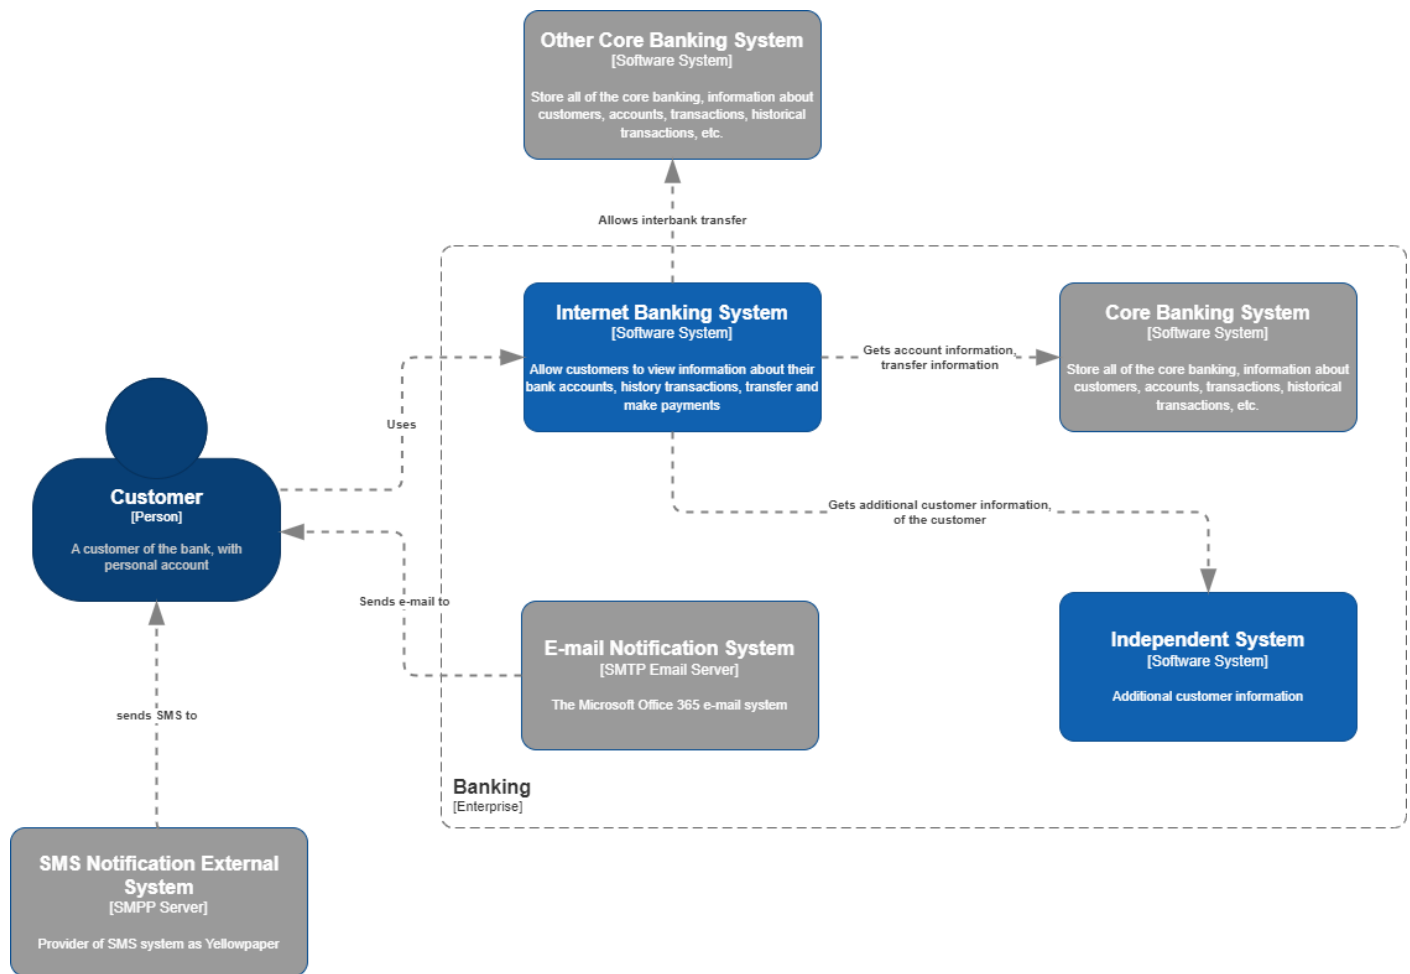 Other Core Banking System
[Software System]
Store all of the core banking, information about
customers, accounts, transactions, historical
transactions, etc.
Allows interbank transfer
Internet Banking System
[Software System]
Allow customers to view information about their
bank accounts, history transactions, transfer and
make payments
Gets account information,
transfer information
Core Banking System
[Software System]
Store all of the core banking, information about
customers, accounts, transactions, historical
transactions, etc.
Uses
Customer
[Person]
A customer of the bank, with
personal account
Gets additional customer information,
of the customer
Sends e-mail to
E-mail Notification System
[SMTP Email Server]
The Microsoft Office 365 e-mail system
Independent System
[Software System]
Additional customer information
sends SMS to
Banking
[Enterprise]
SMS Notification External
System
[SMPP Server]
Provider of SMS system as Yellowpaper